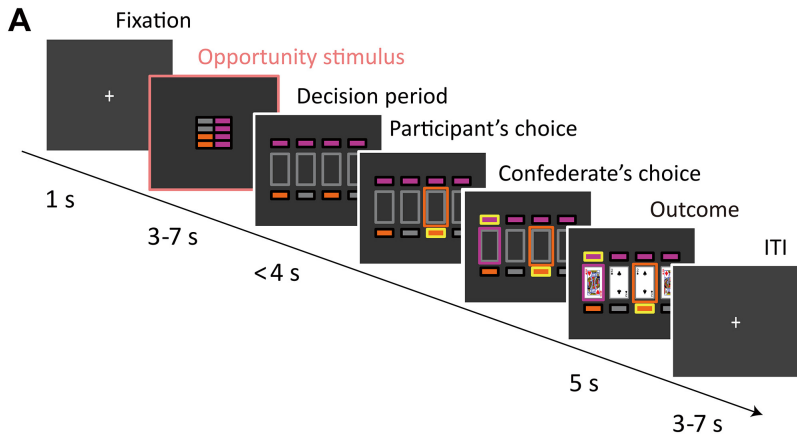 A
Fixation
Opportunity stimulus
Decision period
Participant's choice
Confederate's choice
Outcome
ITI
1 s
3-7 s
<4 s
5 s
3-7 s